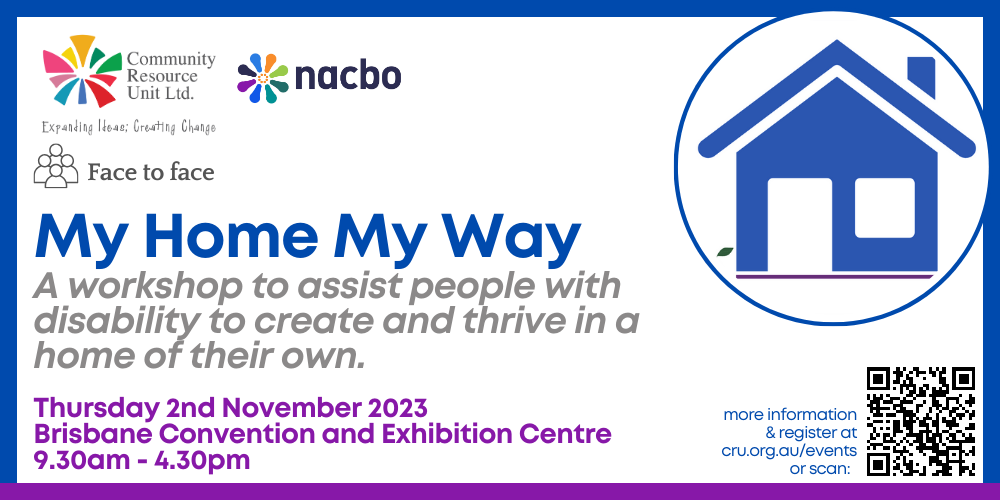 Community
Resource
Unit Ltd.
Expanding Ideas; Creating Change
nacbo
Face to face
My Home My Way
A workshop to assist people with
disability to create and thrive in a
home of their own.
Thursday 2nd November 2023
Brisbane Convention and Exhibition Centre
9.30am - 4.30pm
more information
& register at
cru.org.au/events
or scan: